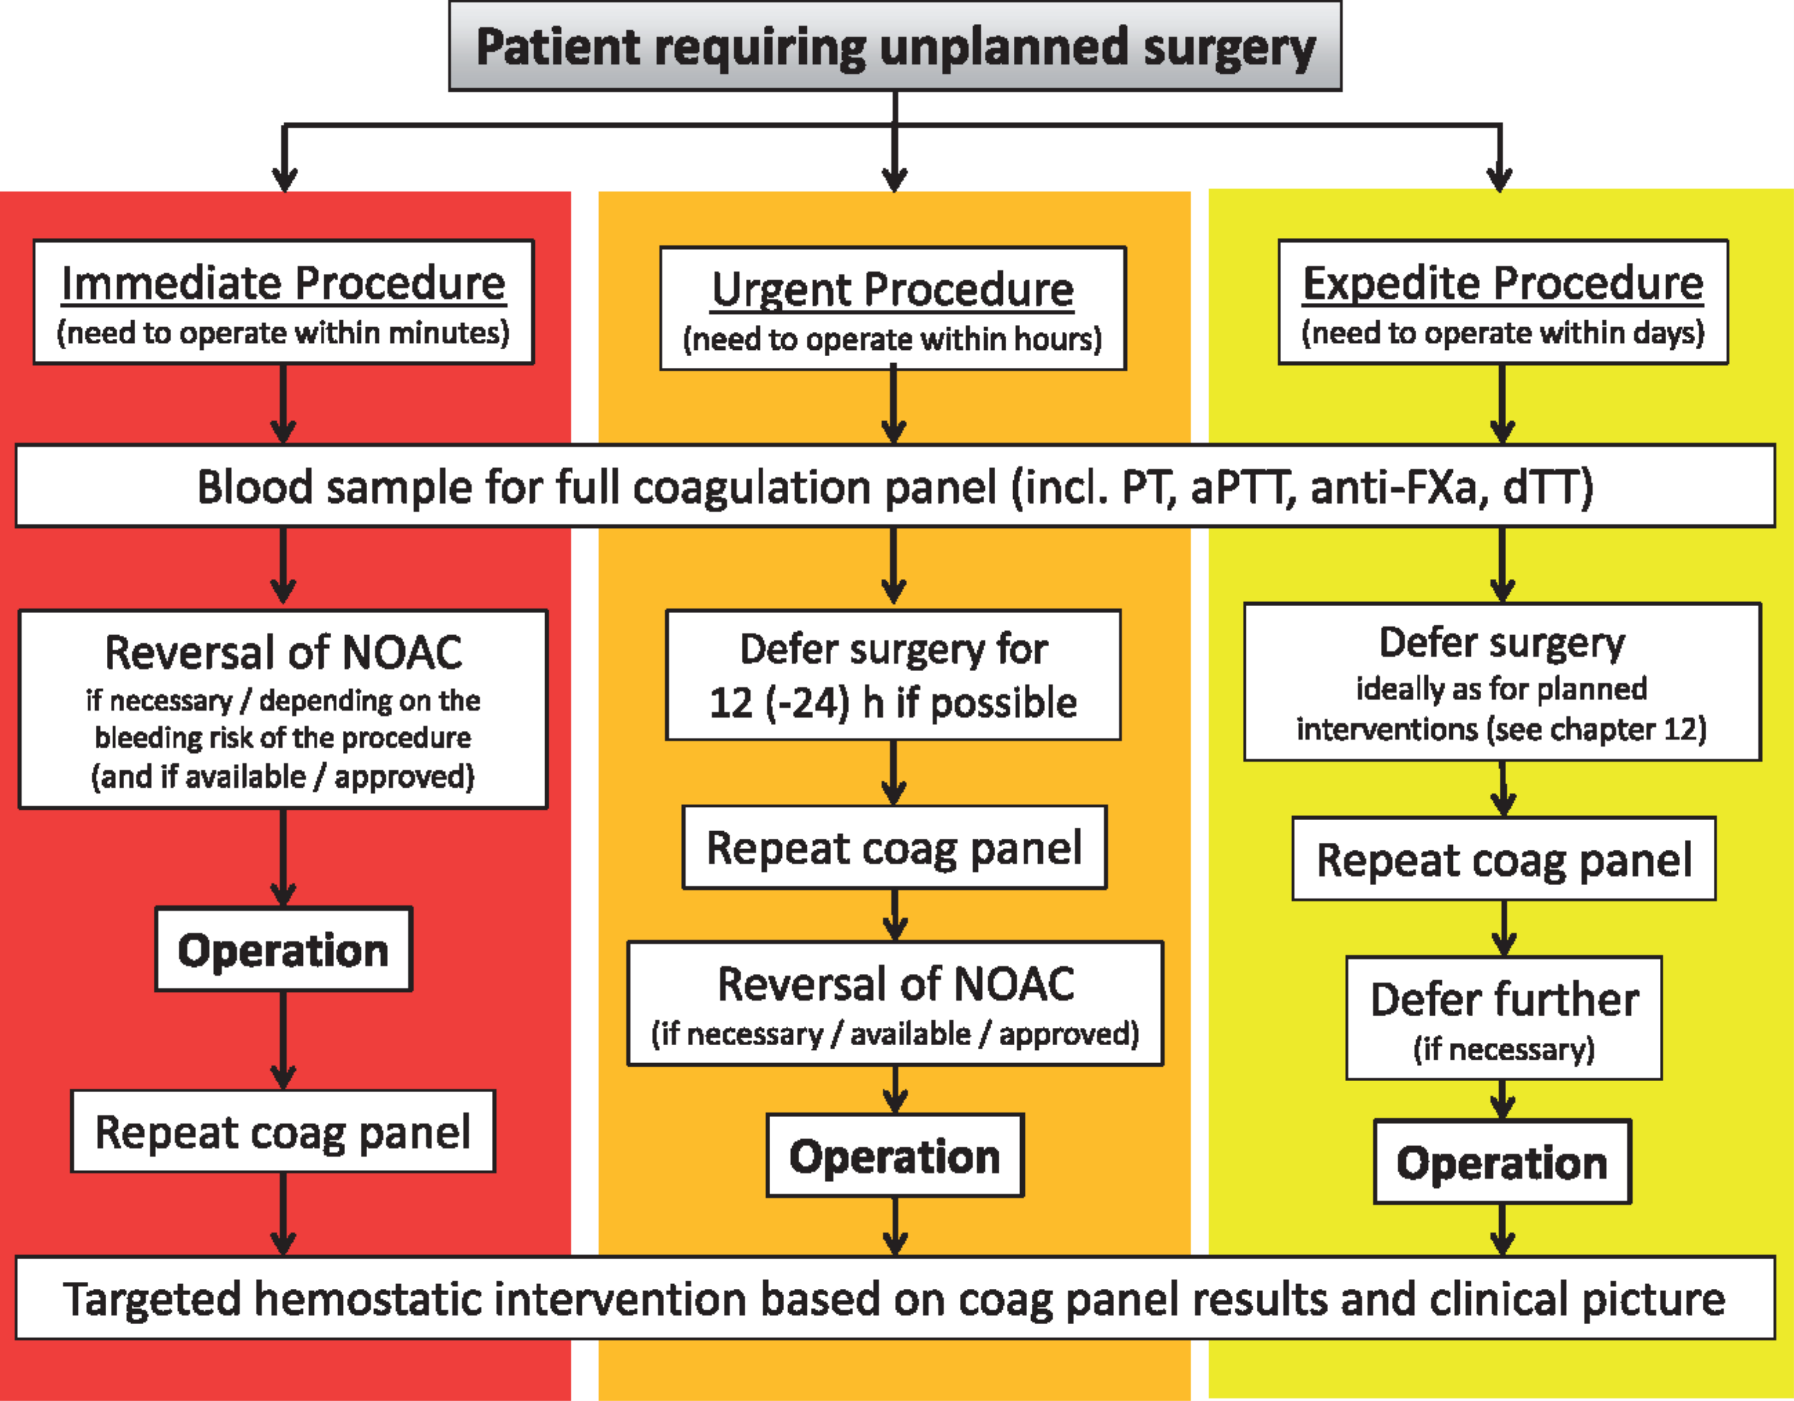 Patient requiring unplanned surgery
Immediate Procedure
(need to operate within minutes)
Urgent Procedure
(need to operate within hours)
Expedite Procedure
(need to operate within days)
Blood sample for full coagulation panel (incl. PT, aPTT, anti-FXa, dTT)
Reversal of NOAC
if necessary / depending on the
bleeding risk of the procedure
(and if available / approved)
Operation
Repeat coag panel
Defer surgery for
12 (-24) h if possible
Repeat coag panel
Reversal of NOAC
(if necessary / available / approved)
Operation
Defer surgery
ideally as for planned
interventions (see chapter 12)
Repeat coag panel
Defer further
(if necessary)
Operation
Targeted hemostatic intervention based on coag panel results and clinical picture